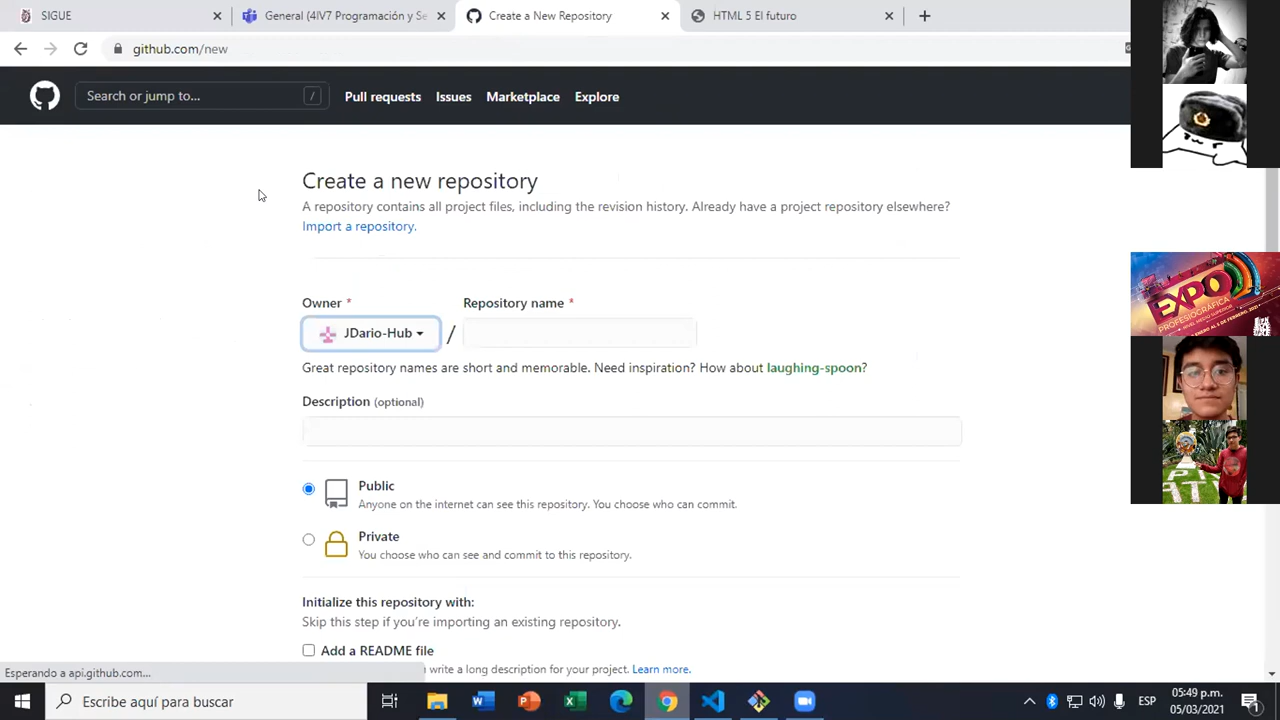 SIGUE
General (4IV7 Programación y Se
Create a New Repository
HTML 5 El futuro
github.com/new
Search or jump to...
/
Pull requests
Issues
Marketplace
Explore
Create a new repository
A repository contains all project files, including the revision history. Already have a project repository elsewhere?
Import a repository.
Owner *
Repository name *
JDario-Hub
/
Great repository names are short and memorable. Need inspiration? How about laughing-spoon?
Description (optional)
Public
Anyone on the internet can see this repository. You choose who can commit.
Private
You choose who can see and commit to this repository.
Initialize this repository with:
Skip this step if you’re importing an existing repository.
Add a README file
write a long description for your project. Learn more.
Esperando a api.github.com...
EXPO
PROFESIOGRÁFICA
NIVEL MEDIO SUPERIOR
Escribe aquí para buscar
ESP
05:49 p.m.
05/03/2021
1